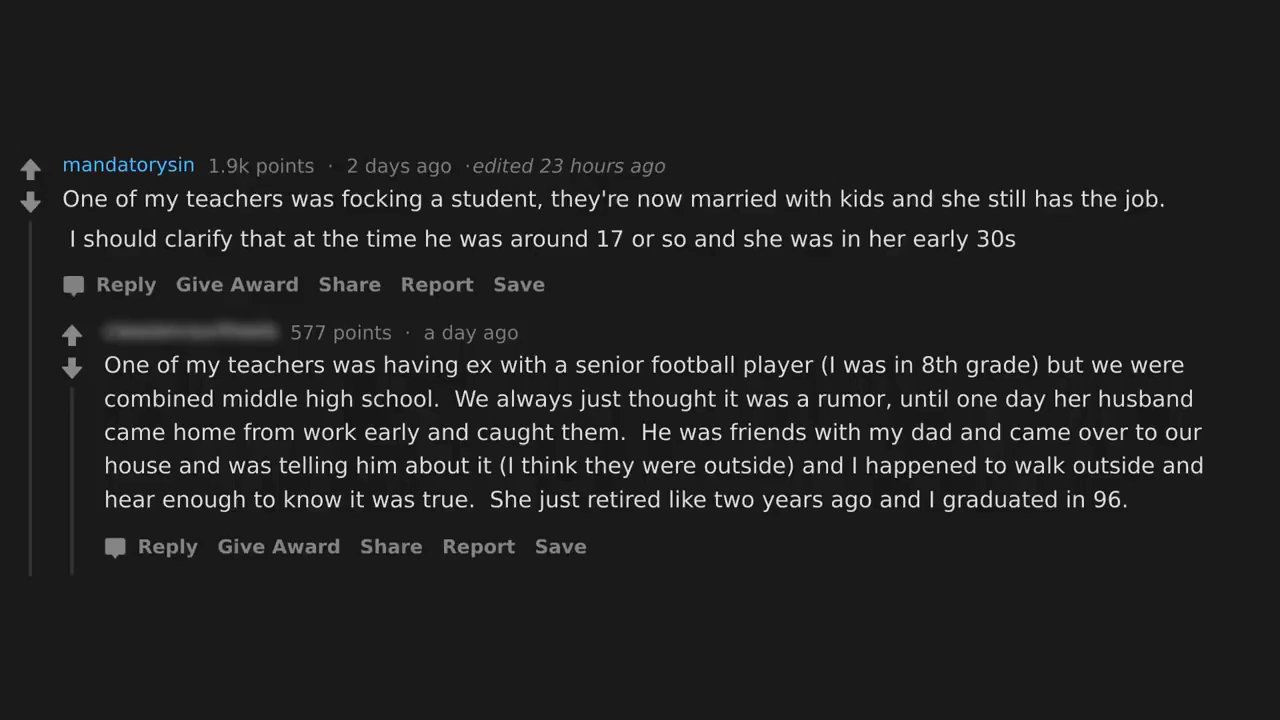 mandatorysin 1.9k points · 2 days ago ·edited 23 hours ago
One of my teachers was focking a student, they're now married with kids and she still has the job.
I should clarify that at the time he was around 17 or so and she was in her early 30s
Reply Give Award Share Report Save
577 points · a day ago
One of my teachers was having ex with a senior football player (I was in 8th grade) but we were
combined middle high school. We always just thought it was a rumor, until one day her husband
came home from work early and caught them. He was friends with my dad and came over to our
house and was telling him about it (I think they were outside) and I happened to walk outside and
hear enough to know it was true. She just retired like two years ago and I graduated in 96.
Reply Give Award Share Report Save